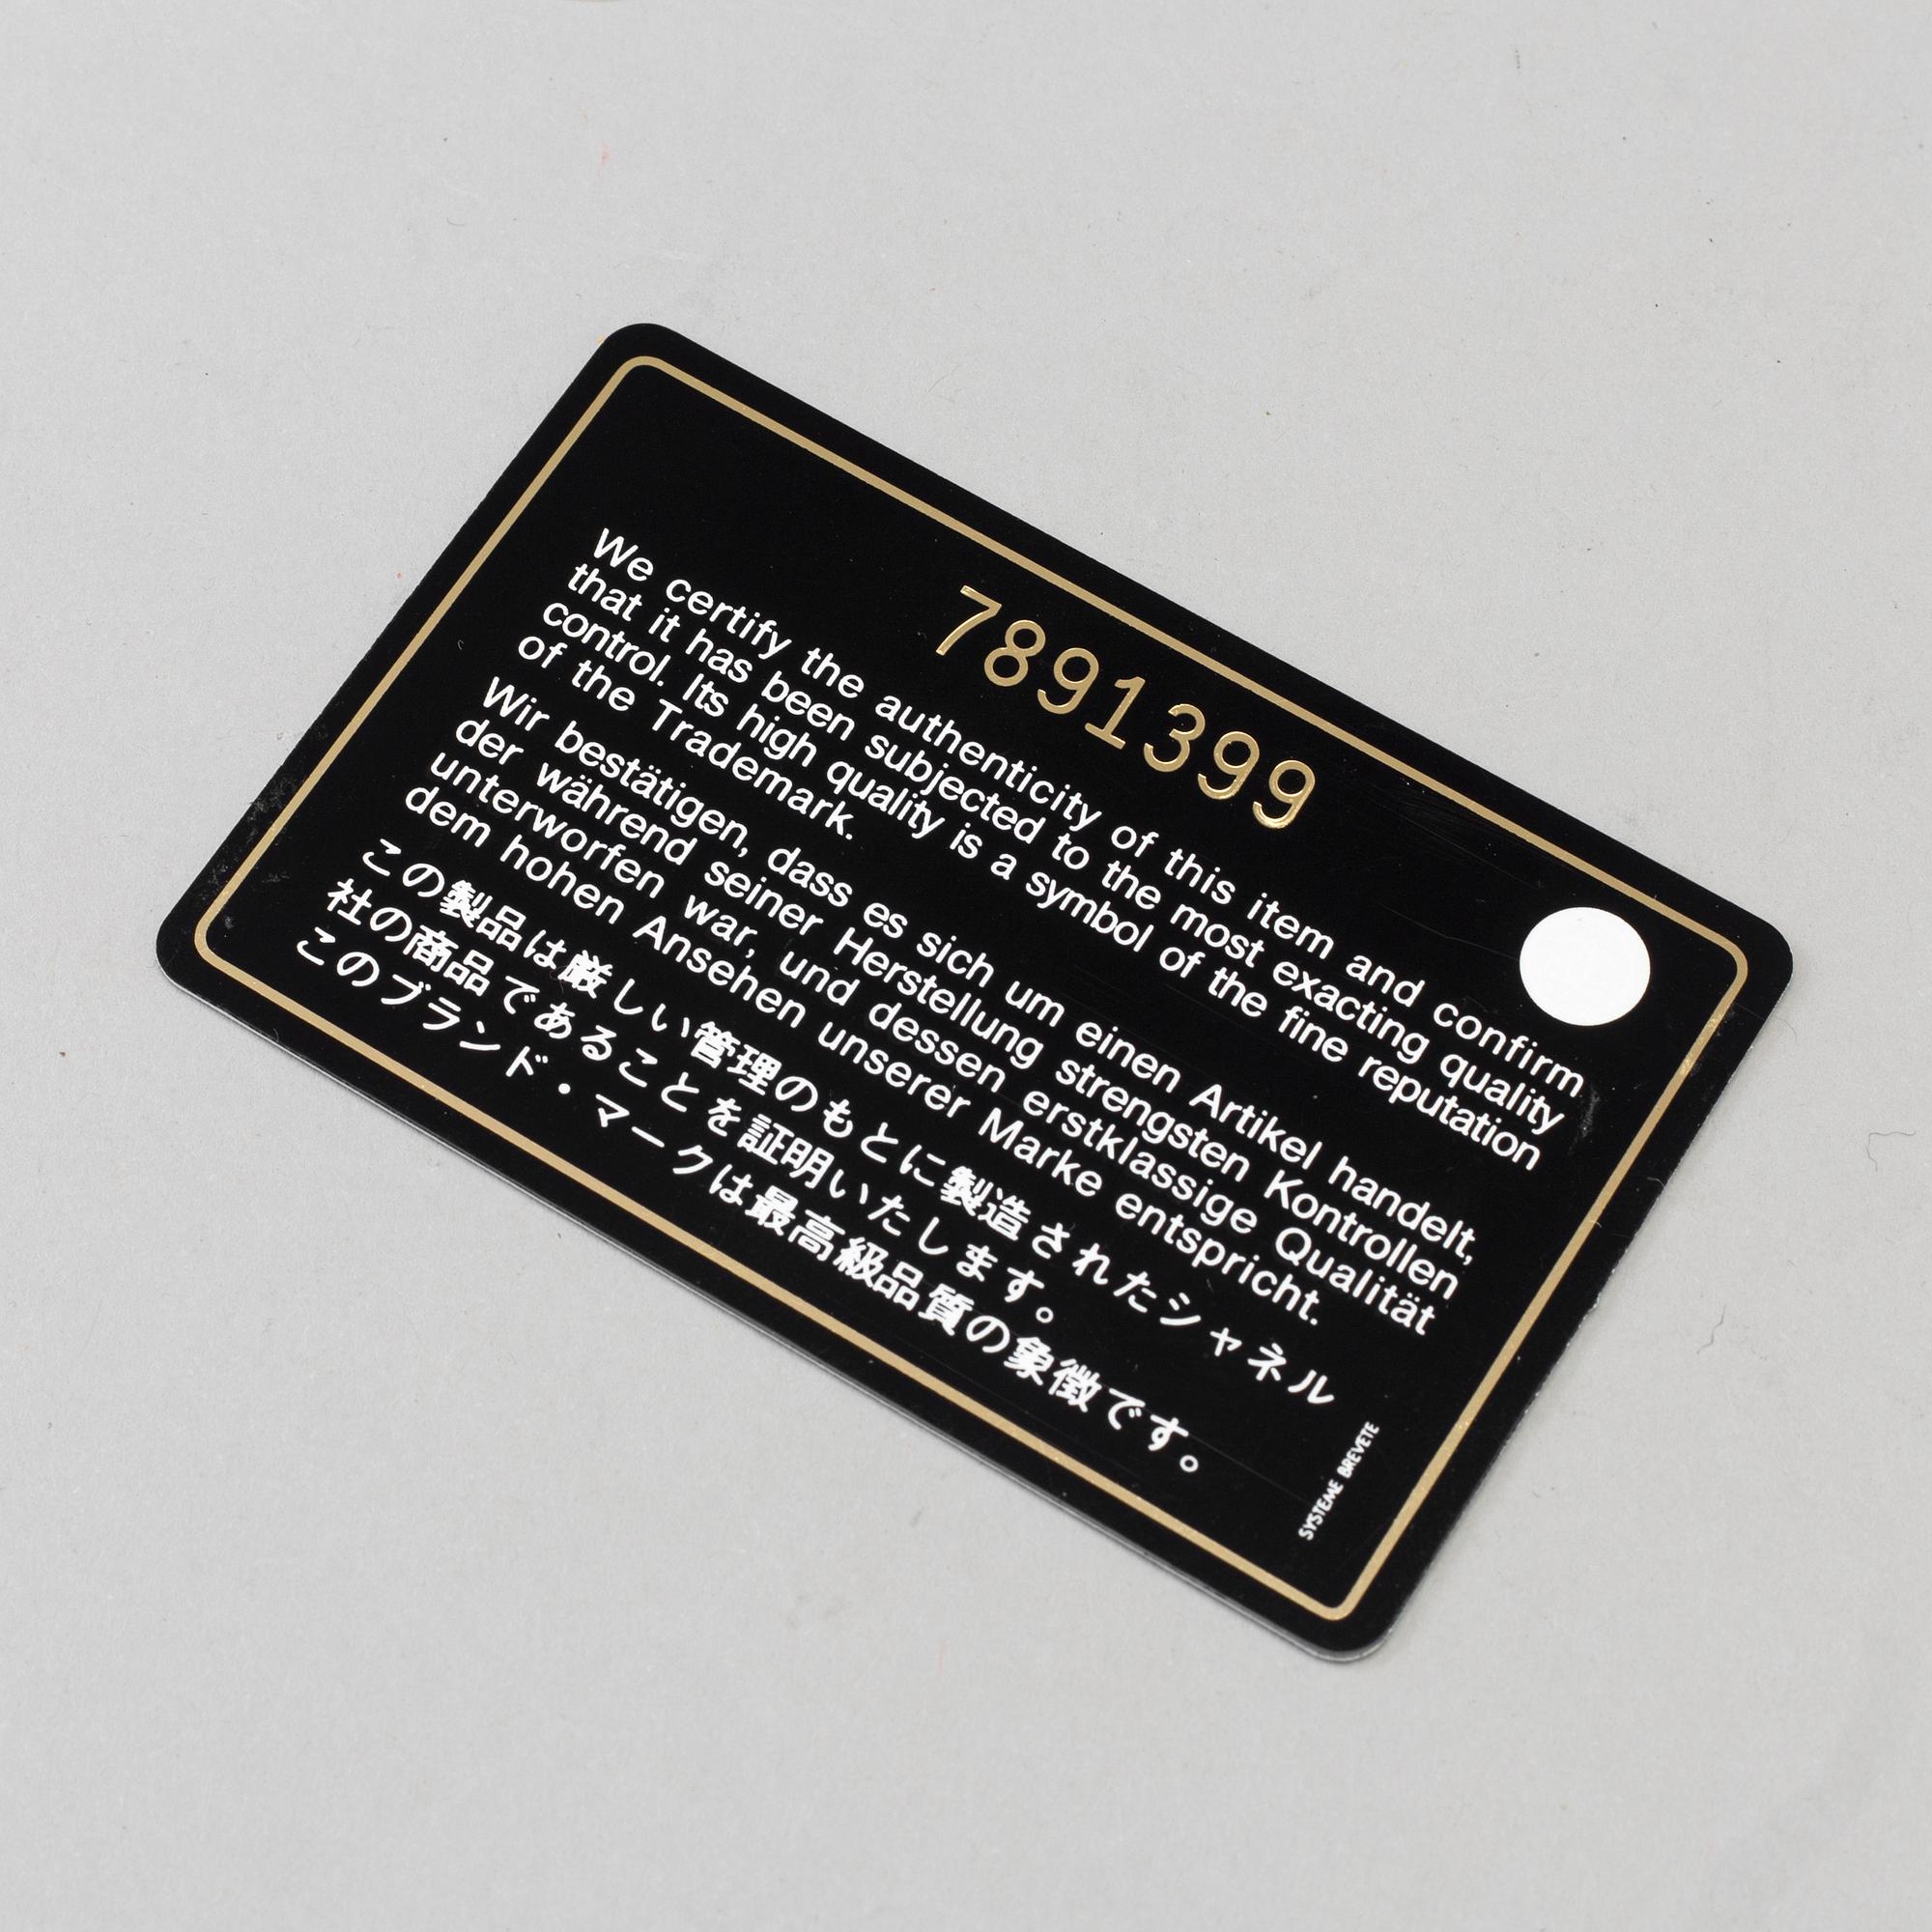 7891399
We certify the authenticity of this item and confirm
that it has been subjected to the most exacting quality
control. Its high quality is a symbol of the fine reputation
of the Trademark.
Wir bestätigen, dass es sich um einen Artikel handelt,
der während seiner Herstellung strengsten Kontrollen
unterworfen war, und dessen erstklassige Qualität
dem hohen Ansehen unserer Marke entspricht.
この製品は厳しい管理のもとに製造されたシャネル
社の商品であることを証明いたします。
このブランド・マークは最高級品質の象徴です。
SYSTEME BREVETE